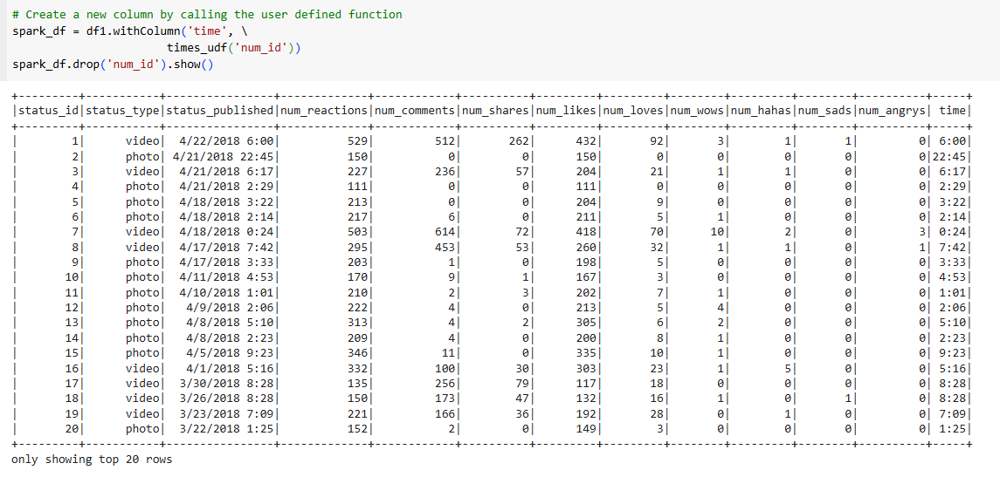 # Create a new column by calling the user defined function
spark_df = df1.withColumn('time', \
                       times_udf('num_id'))
spark_df.drop('num_id').show()
+---------+-----------+----------------+-------------+------------+----------+---------+---------+--------+---------+--------+----------+-----+
|status_id|status_type|status_published|num_reactions|num_comments|num_shares|num_likes|num_loves|num_wows|num_hahas|num_sads|num_angrys| time|
+---------+-----------+----------------+-------------+------------+----------+---------+---------+--------+---------+--------+----------+-----+
|        1|      video|  4/22/2018 6:00|          529|         512|       262|      432|       92|       3|        1|       1|         0| 6:00|
|        2|      photo| 4/21/2018 22:45|          150|           0|         0|      150|        0|       0|        0|       0|         0|22:45|
|        3|      video|  4/21/2018 6:17|          227|         236|        57|      204|       21|       1|        1|       0|         0| 6:17|
|        4|      photo|  4/21/2018 2:29|          111|           0|         0|      111|        0|       0|        0|       0|         0| 2:29|
|        5|      photo|  4/18/2018 3:22|          213|           0|         0|      204|        9|       0|        0|       0|         0| 3:22|
|        6|      photo|  4/18/2018 2:14|          217|           6|         0|      211|        5|       1|        0|       0|         0| 2:14|
|        7|      video|  4/18/2018 0:24|          503|         614|        72|      418|       70|      10|        2|       0|         3| 0:24|
|        8|      video|  4/17/2018 7:42|          295|         453|        53|      260|       32|       1|        1|       0|         1| 7:42|
|        9|      photo|  4/17/2018 3:33|          203|           1|         0|      198|        5|       0|        0|       0|         0| 3:33|
|       10|      photo|  4/11/2018 4:53|          170|           9|         1|      167|        3|       0|        0|       0|         0| 4:53|
|       11|      photo|  4/10/2018 1:01|          210|           2|         3|      202|        7|       1|        0|       0|         0| 1:01|
|       12|      photo|   4/9/2018 2:06|          222|           4|         0|      213|        5|       4|        0|       0|         0| 2:06|
|       13|      photo|   4/8/2018 5:10|          313|           4|         2|      305|        6|       2|        0|       0|         0| 5:10|
|       14|      photo|   4/8/2018 2:23|          209|           4|         0|      200|        8|       1|        0|       0|         0| 2:23|
|       15|      photo|   4/5/2018 9:23|          346|          11|         0|      335|       10|       1|        0|       0|         0| 9:23|
|       16|      video|   4/1/2018 5:16|          332|         100|        30|      303|       23|       1|        5|       0|         0| 5:16|
|       17|      video|  3/30/2018 8:28|          135|         256|        79|      117|       18|       0|        0|       0|         0| 8:28|
|       18|      video|  3/26/2018 8:28|          150|         173|        47|      132|       16|       1|        0|       1|         0| 8:28|
|       19|      video|  3/23/2018 7:09|          221|         166|        36|      192|       28|       0|        1|       0|         0| 7:09|
|       20|      photo|  3/22/2018 1:25|          152|           2|         0|      149|        3|       0|        0|       0|         0| 1:25|
+---------+-----------+----------------+-------------+------------+----------+---------+---------+--------+---------+--------+----------+-----+
only showing top 20 rows